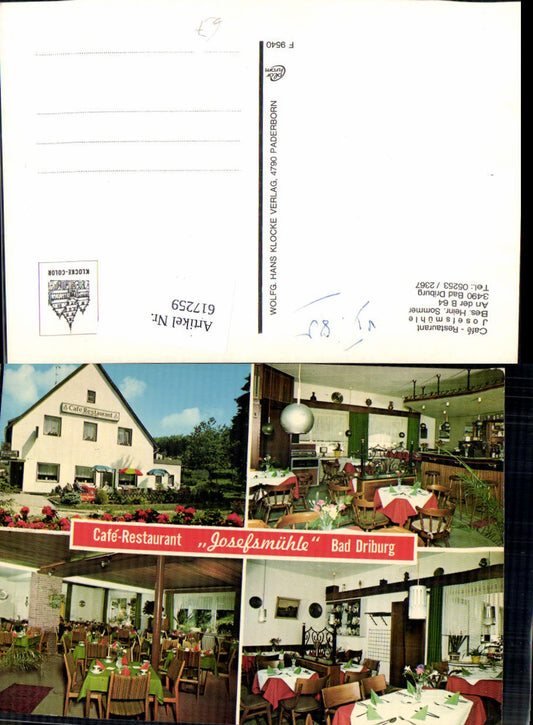 Café - Restaurant
Josefsmühle
Bes. Heinr. Sommer
An der B 64
3490 Bad Driburg
Tel.: 05253 / 2367
WOLFG. HANS KLOCKE VERLAG, 4790 PADERBORN
F 9540
KLOCKE-COLOR
Artikel Nr.
617259
Café Restaurant
Café-Restaurant „Josefsmühle" Bad Driburg